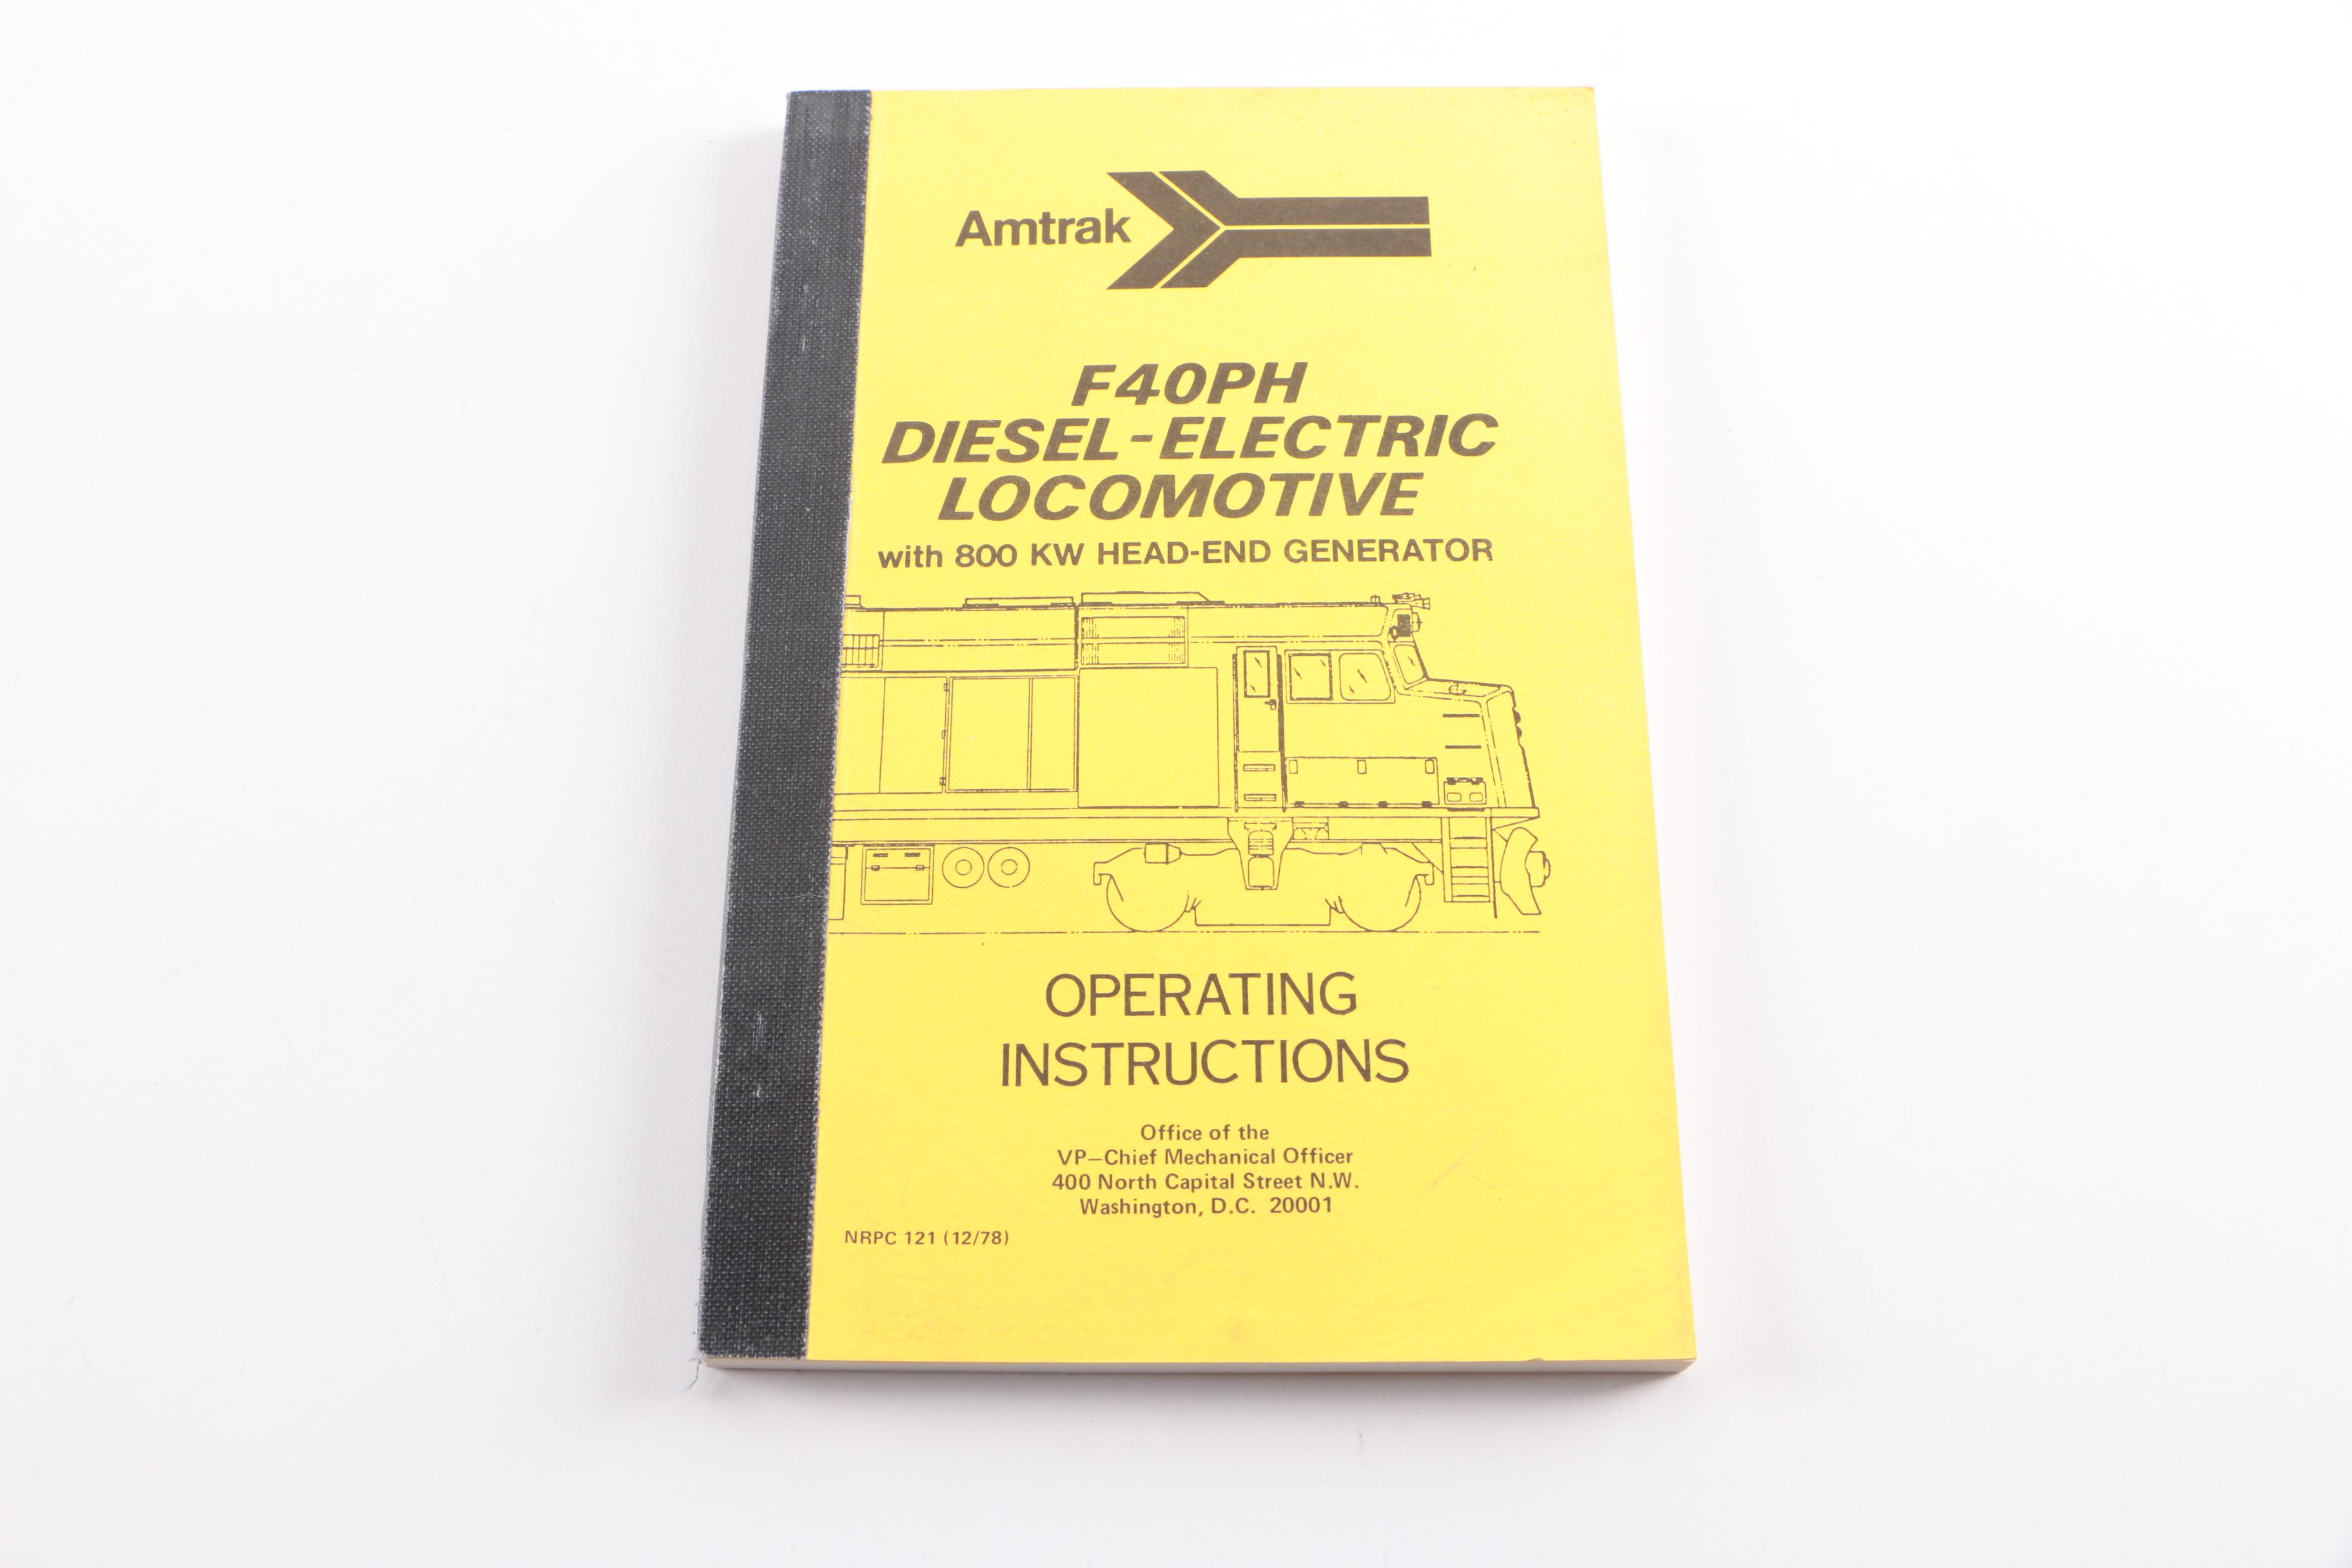 Amtrak
F40PH
DIESEL-ELECTRIC
LOCOMOTIVE
with 800 KW HEAD-END GENERATOR
OPERATING
INSTRUCTIONS
Office of the
VP—Chief Mechanical Officer
400 North Capital Street N.W.
Washington, D.C. 20001
NRPC 121 (12/78)